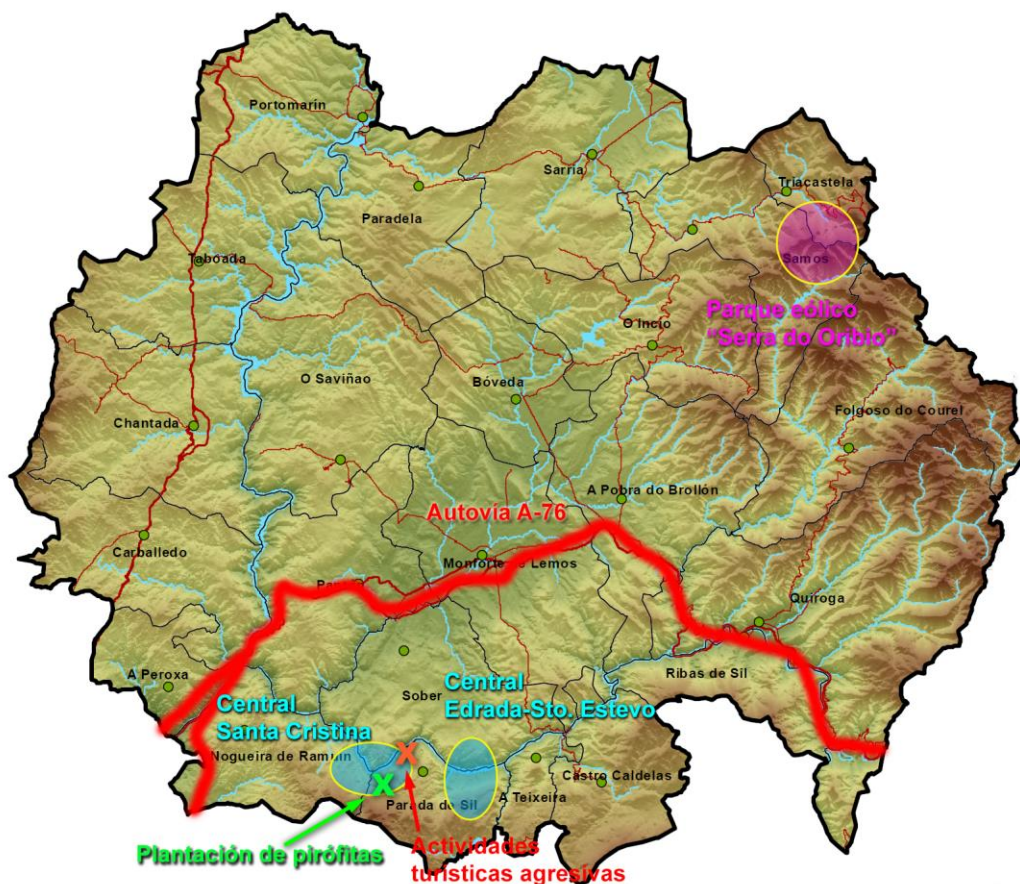 Portomarín
Sarria
Triacastela
Paradela
Taboada
Samos
Parque eólico
"Serra do Oribio"
O Incio
O Saviñao
Bóveda
Folgoso do Courel
Chantada
A Pobra do Brollón
Autovía A-76
Carballedo
Monforte de Lemos
Quiroga
A Peroxa
Ribas de Sil
Sober
Central
Edrada-Sto. Estevo
Central
Santa Cristina
Nogueira de Ramuín
X
X
Castro Caldelas
A Teixeira
Parada de Sil
Plantación de pirófitas
Actividades
turísticas agresivas